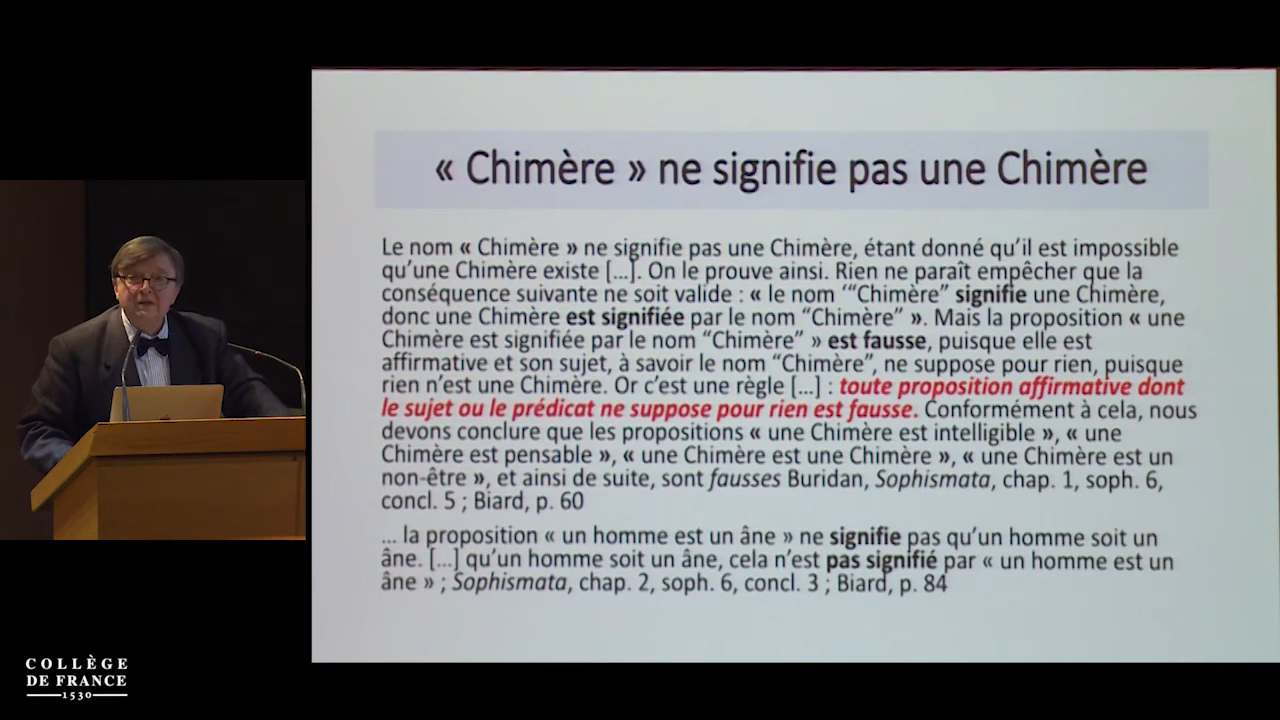 « Chimère » ne signifie pas une Chimère
Le nom « Chimère » ne signifie pas une Chimère, étant donné qu’il est impossible
qu’une Chimère existe […]. On le prouve ainsi. Rien ne paraît empêcher que la
conséquence suivante ne soit valide : « le nom ‘“Chimère” signifie une Chimère,
donc une Chimère est signifiée par le nom “Chimère” ». Mais la proposition « une
Chimère est signifiée par le nom “Chimère” » est fausse, puisque elle est
affirmative et son sujet, à savoir le nom “Chimère”, ne suppose pour rien, puisque
rien n’est une Chimère. Or c’est une règle […] : toute proposition affirmative dont
le sujet ou le prédicat ne suppose pour rien est fausse. Conformément à cela, nous
devons conclure que les propositions « une Chimère est intelligible », « une
Chimère est pensable », « une Chimère est une Chimère », « une Chimère est un
non-être », et ainsi de suite, sont fausses Buridan, Sophismata, chap. 1, soph. 6,
concl. 5 ; Biard, p. 60
… la proposition « un homme est un âne » ne signifie pas qu’un homme soit un
âne. […] qu’un homme soit un âne, cela n’est pas signifié par « un homme est un
âne » ; Sophismata, chap. 2, soph. 6, concl. 3 ; Biard, p. 84
COLLÈGE
DE FRANCE
1530